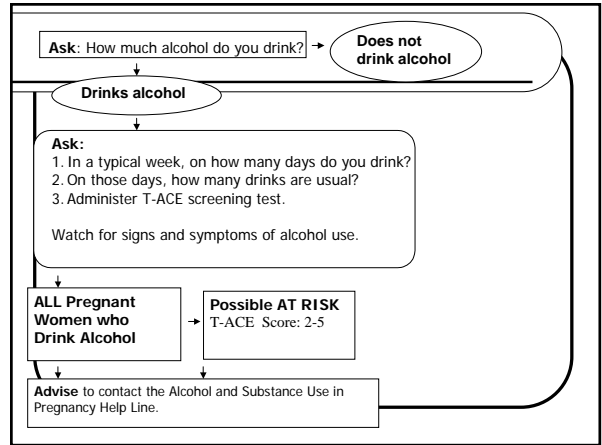 Ask: How much alcohol do you drink?
Does not
drink alcohol
Drinks alcohol
Ask:
1. In a typical week, on how many days do you drink?
2. On those days, how many drinks are usual?
3. Administer T-ACE screening test.
Watch for signs and symptoms of alcohol use.
ALL Pregnant
Women who
Drink Alcohol
Possible AT RISK
T-ACE Score: 2-5
Advise to contact the Alcohol and Substance Use in
Pregnancy Help Line.